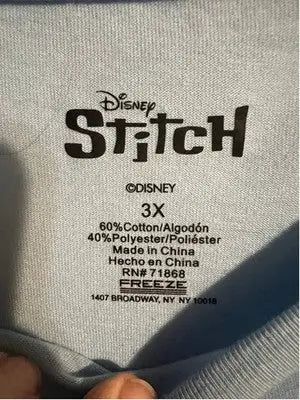 Disney
Stitch
©DISNEY
3X
60%Cotton/Algodón
40%Polyester/Poliéster
Made in China
Hecho en China
RN# 71868
FREEZE
1407 BROADWAY, NY NY 10018